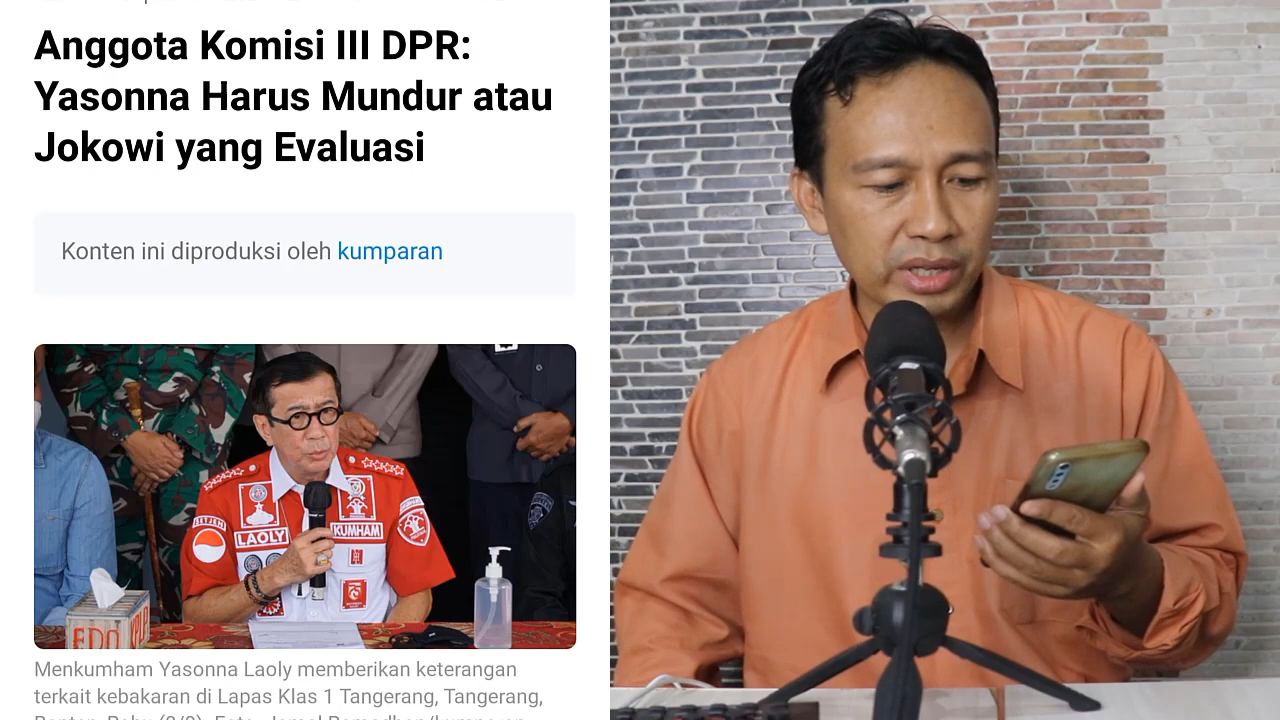 Anggota Komisi III DPR:
Yasonna Harus Mundur atau
Jokowi yang Evaluasi
Konten ini diproduksi oleh kumparan
SETJEN
LAOLY
KUMHAM
Menkumham Yasonna Laoly memberikan keterangan
terkait kebakaran di Lapas Klas 1 Tangerang, Tangerang,